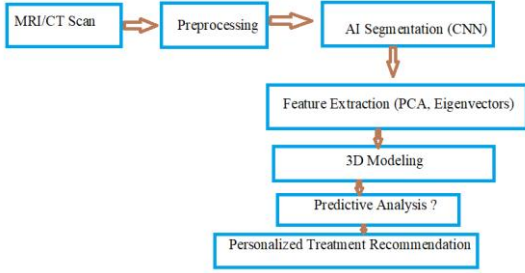 MRI/CT Scan
Preprocessing
AI Segmentation (CNN)
Feature Extraction (PCA, Eigenvectors)
3D Modeling
Predictive Analysis ?
Personalized Treatment Recommendation